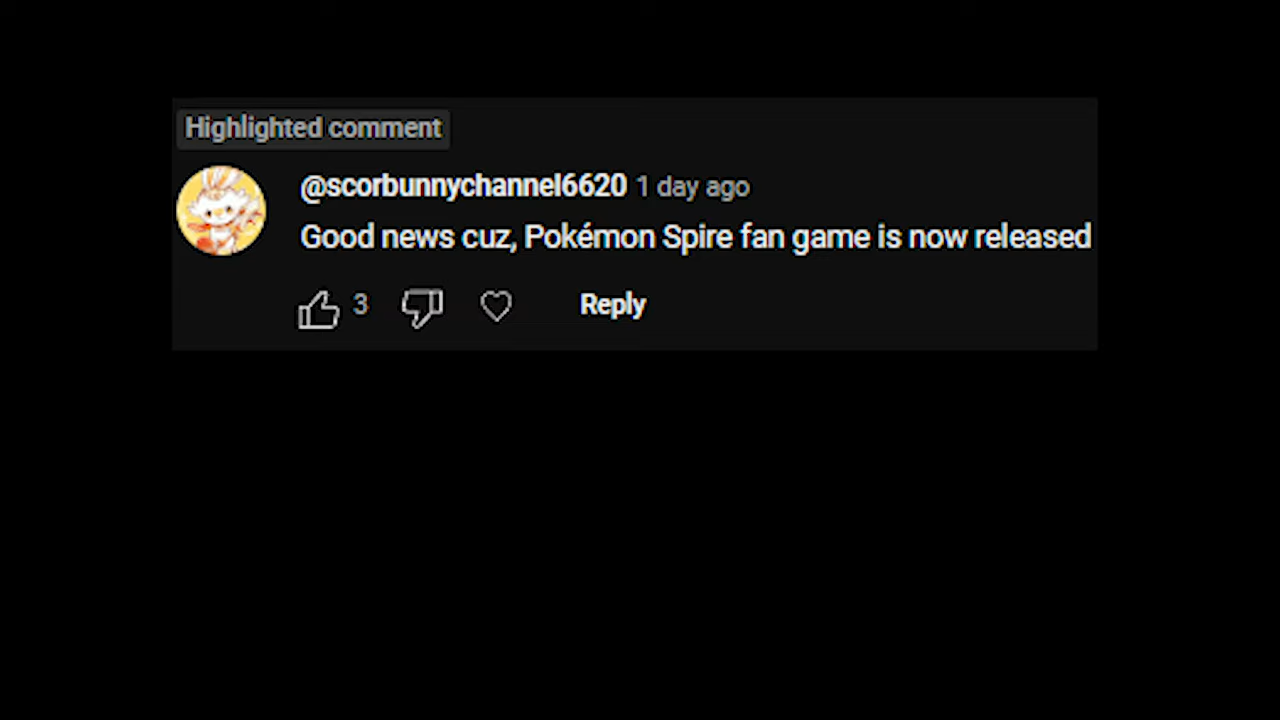 Highlighted comment
@scorbunnychannel6620 1 day ago
Good news cuz, Pokémon Spire fan game is now released
3 Reply